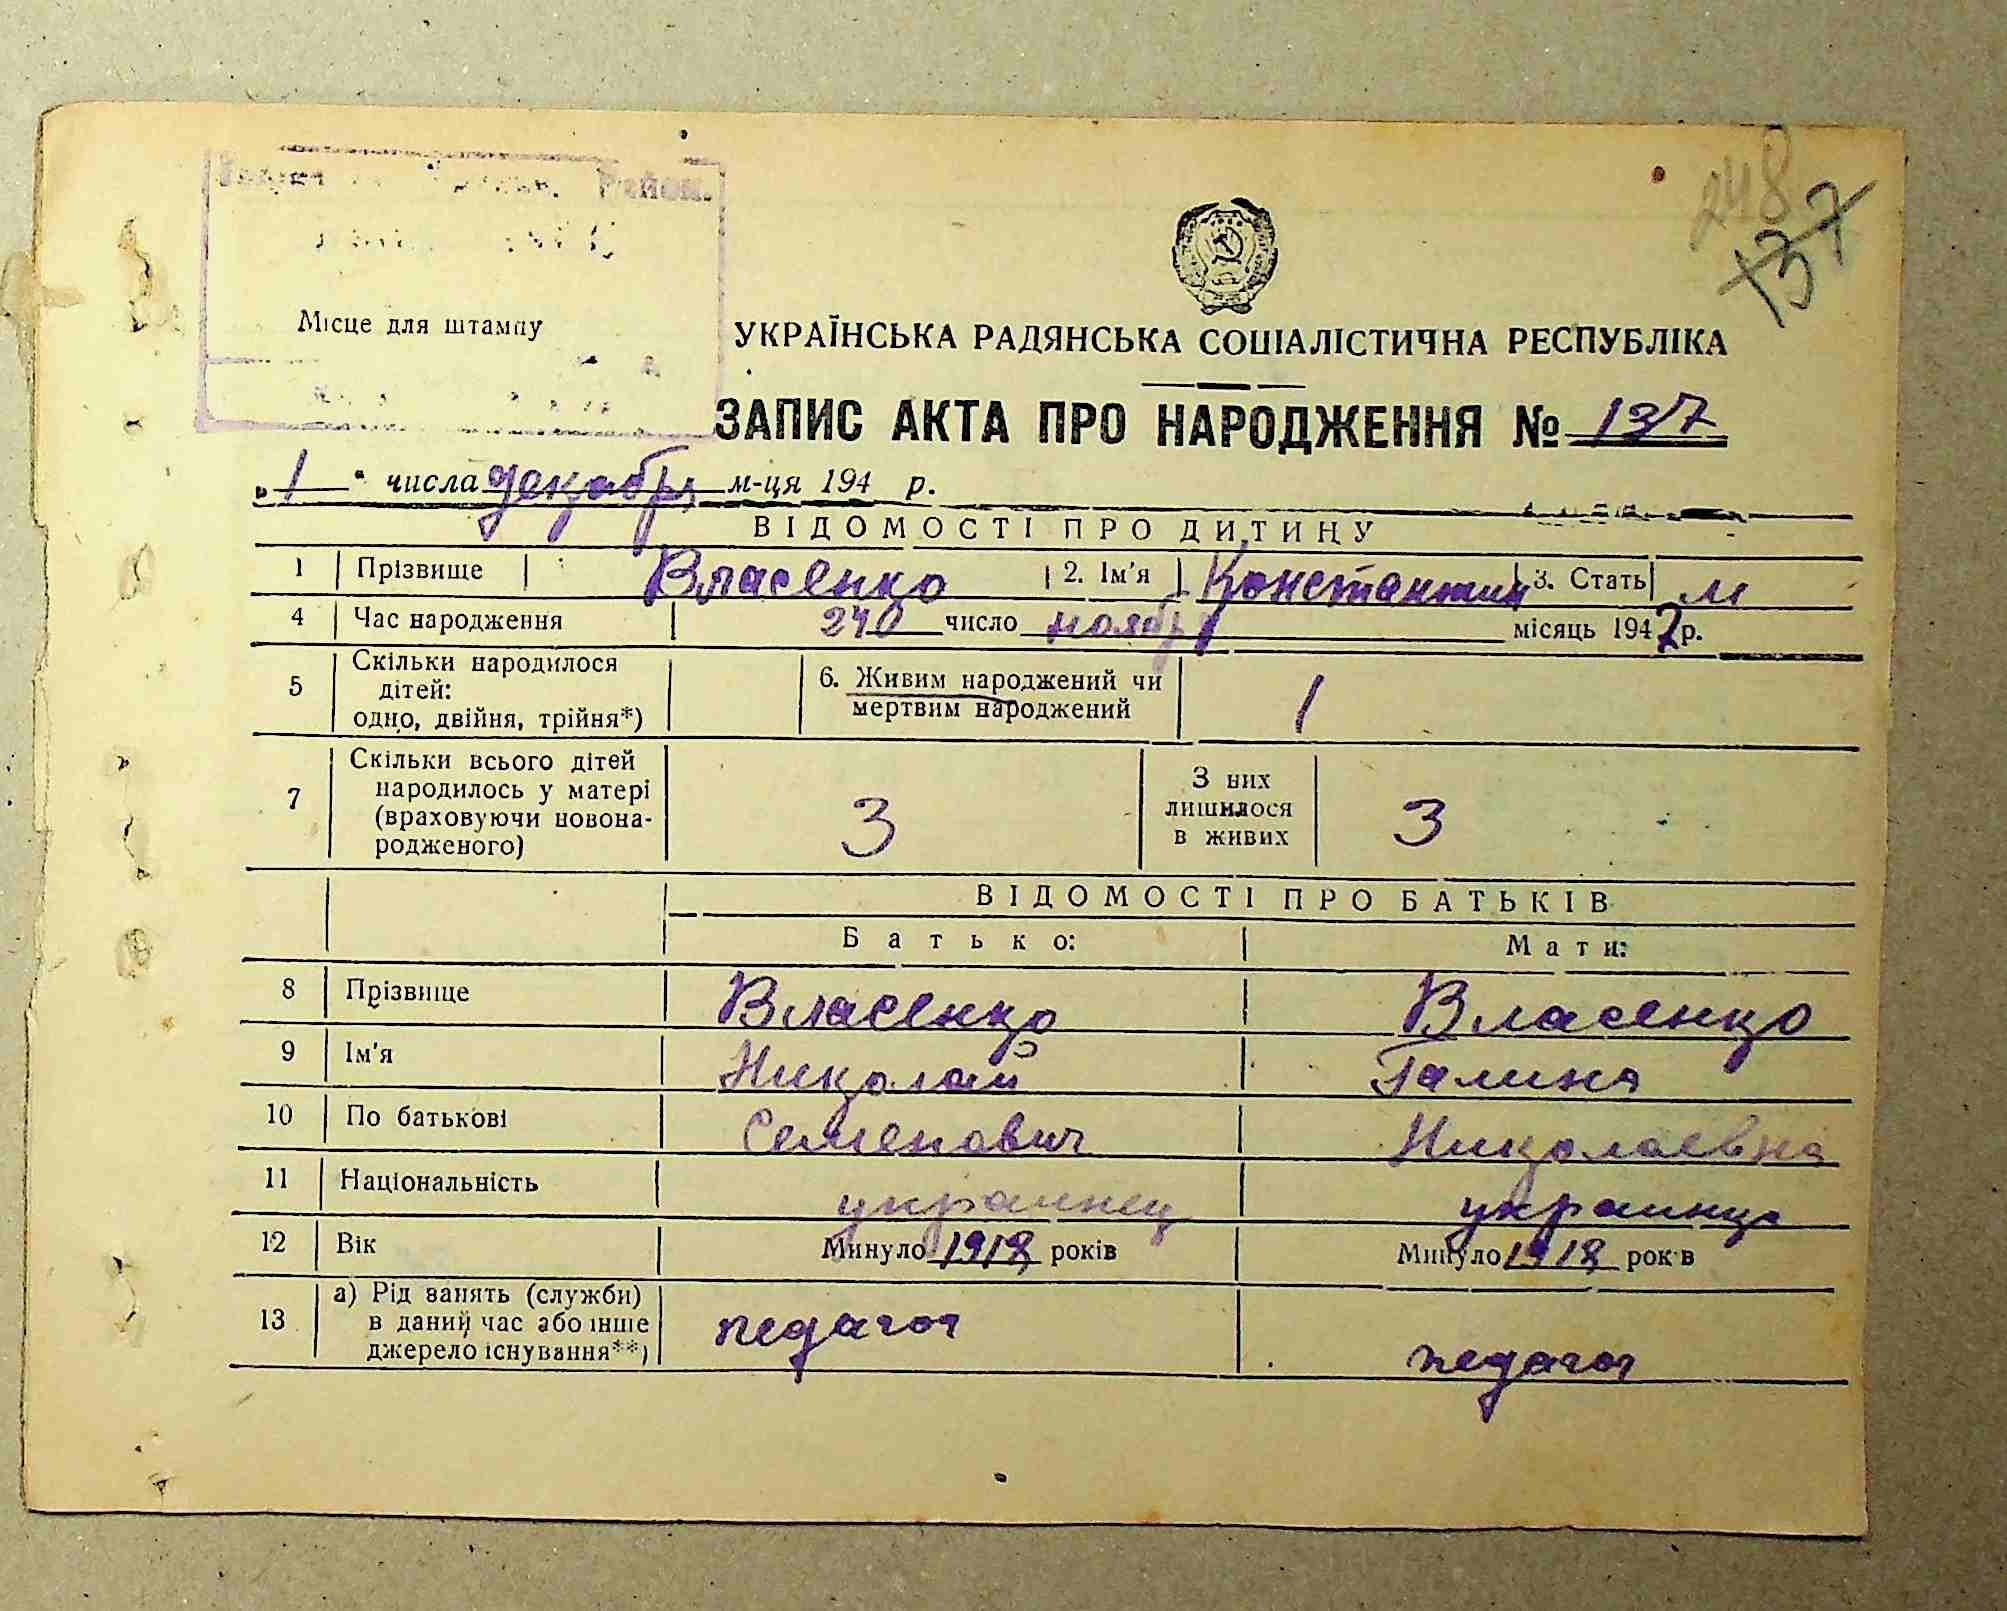 Район.
248
137
Місце для штампу
УКРАЇНСЬКА РАДЯНСЬКА СОЦІАЛІСТИЧНА РЕСПУБЛІКА
ЗАПИС АКТА ПРО НАРОДЖЕННЯ № 137
„1“ числа декабря м-ця 194 р.
ВІДОМОСТІ ПРО ДИТИНУ
1 Прізвище Власенко 2. Ім'я Константин 3. Стать м
4 Час народження 240 число ноября місяць 1942 р.
5 Скільки народилося дітей: одно, двійня, трійня*) 6. Живим народжений чи мертвим народжений 1
7 Скільки всього дітей народилось у матері (враховуючи новонародженого) 3 З них лишилося в живих 3
ВІДОМОСТІ ПРО БАТЬКІВ
Батько: Мати:
8 Прізвище Власенко Власенко
9 Ім'я Николай Галина
10 По батькові Семенович Николаевна
11 Національність украинец украинца
12 Вік Минуло 1918 років Минуло 1918 років
13 а) Рід занять (служби) в даний час або інше джерело існування**) педагог педагог